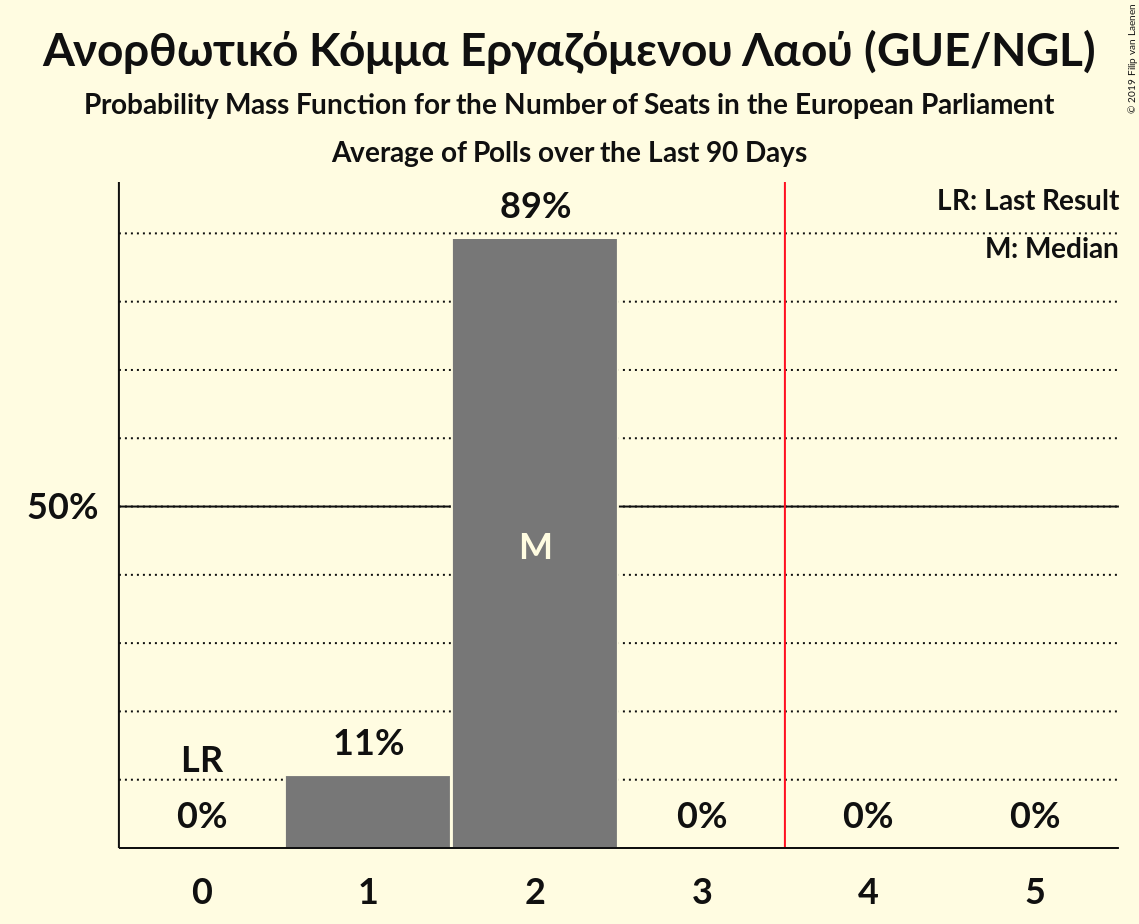 Ανορθωτικό Κόμμα Εργαζόμενου Λαού (GUE/NGL)
Probability Mass Function for the Number of Seats in the European Parliament
Average of Polls over the Last 90 Days
© 2019 Filip van Laenen
LR: Last Result
M: Median
89%
50%
M
LR
11%
0%
0%
0%
0%
0 1 2 3 4 5